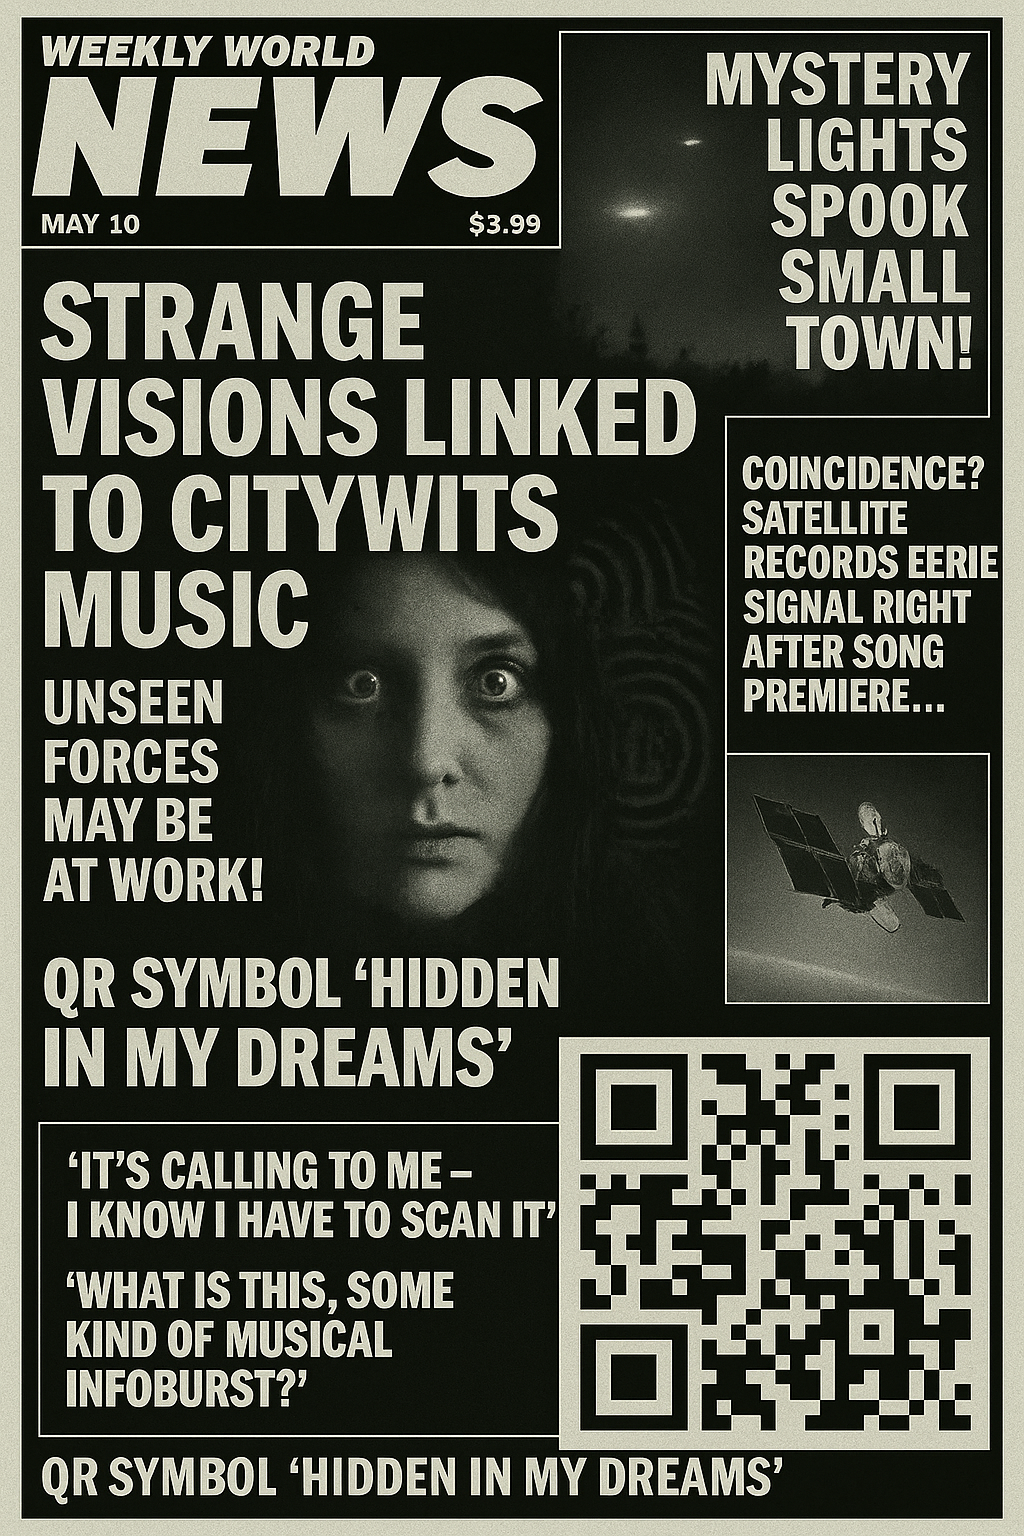 WEEKLY WORLD
NEWS
MAY 10
$3.99
MYSTERY
LIGHTS
SPOOK
SMALL
TOWN!
STRANGE
VISIONS LINKED
TO CITYWITS
MUSIC
UNSEEN
FORCES
MAY BE
AT WORK!
COINCIDENCE?
SATELLITE
RECORDS EERIE
SIGNAL RIGHT
AFTER SONG
PREMIERE...
QR SYMBOL ‘HIDDEN
IN MY DREAMS’
‘IT’S CALLING TO ME –
I KNOW I HAVE TO SCAN IT’
‘WHAT IS THIS, SOME
KIND OF MUSICAL
INFOBURST?’
QR SYMBOL ‘HIDDEN IN MY DREAMS’